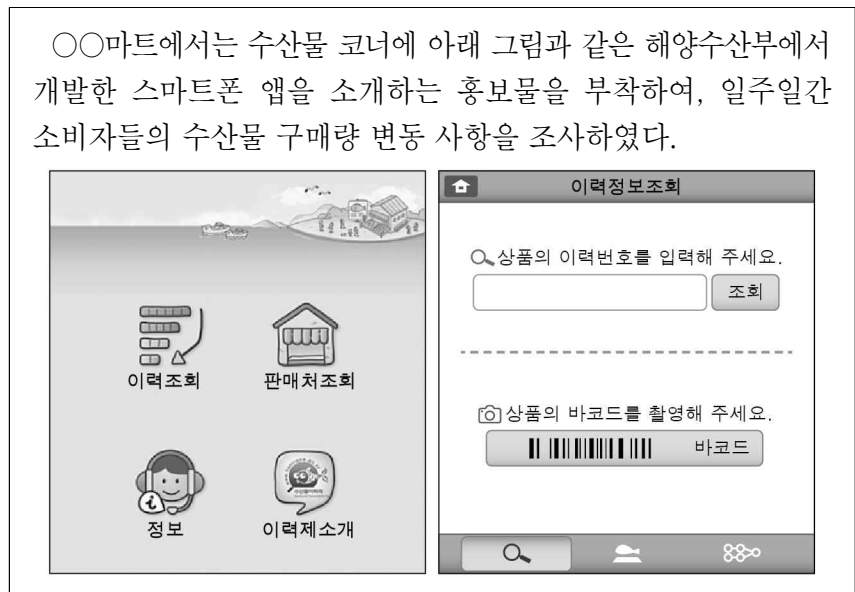 ○○마트에서는 수산물 코너에 아래 그림과 같은 해양수산부에서
개발한 스마트폰 앱을 소개하는 홍보물을 부착하여, 일주일간
소비자들의 수산물 구매량 변동 사항을 조사하였다.
이력조회
판매처조회
정보
이력제소개
이력정보조회
상품의 이력번호를 입력해 주세요.
조회
상품의 바코드를 촬영해 주세요.
바코드